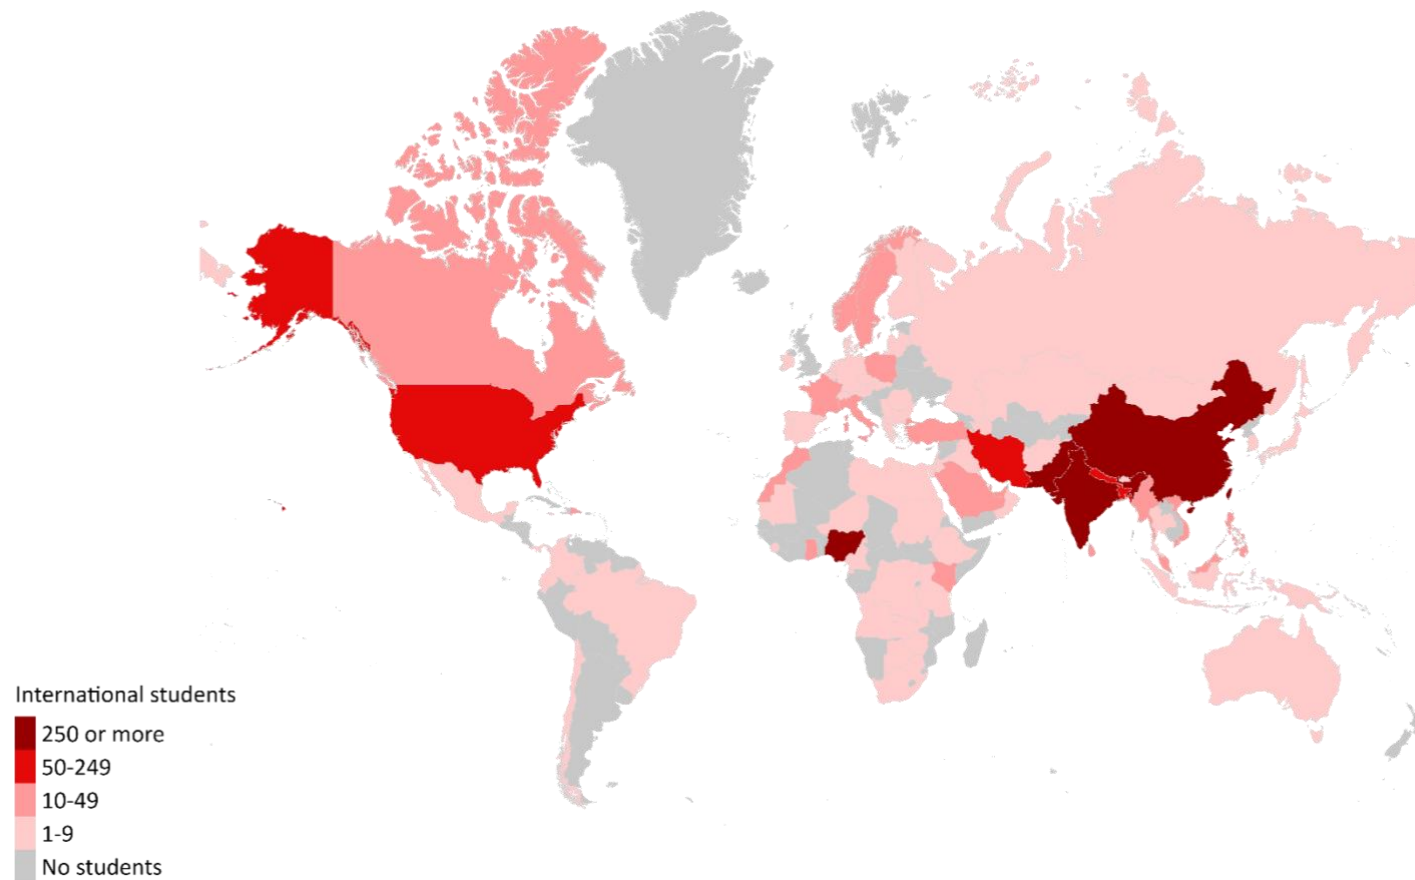 International students
250 or more
50-249
10-49
1-9
No students